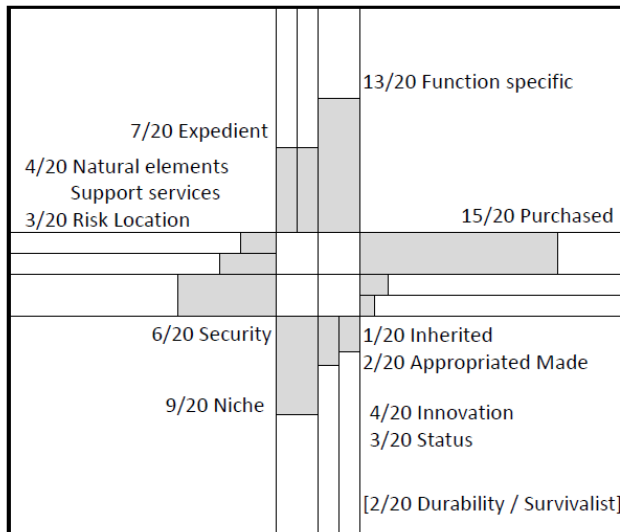 13/20 Function specific
7/20 Expedient
4/20 Natural elements
Support services
3/20 Risk Location
15/20 Purchased
6/20 Security
9/20 Niche
1/20 Inherited
2/20 Appropriated Made
4/20 Innovation
3/20 Status
[2/20 Durability / Survivalist]